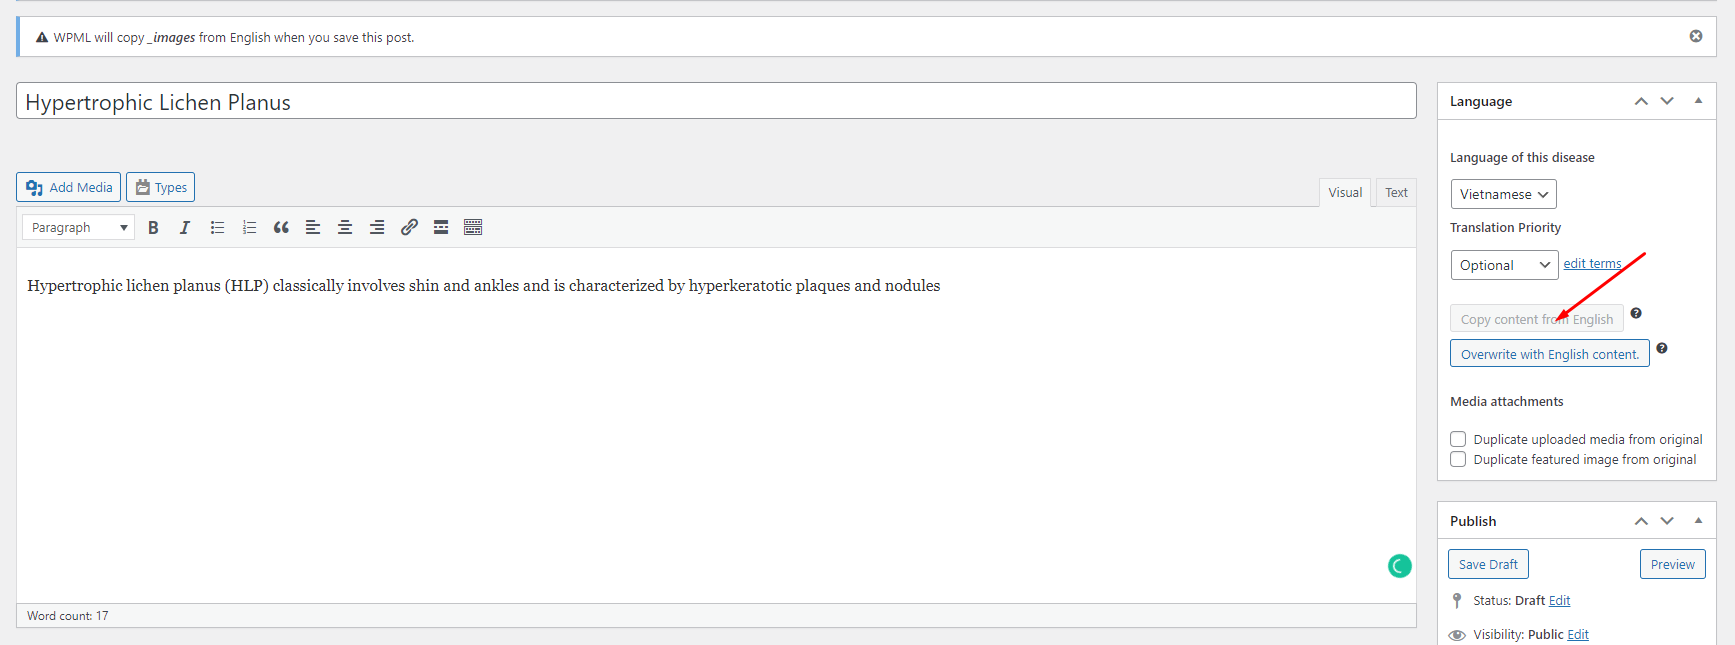 WPML will copy _images from English when you save this post.
Hypertrophic Lichen Planus
Add Media
Types
Visual
Text
Paragraph
Hypertrophic lichen planus (HLP) classically involves shin and ankles and is characterized by hyperkeratotic plaques and nodules
Word count: 17
Language
Language of this disease
Vietnamese
Translation Priority
Optional
edit terms
Copy content from English
Overwrite with English content.
Media attachments
Duplicate uploaded media from original
Duplicate featured image from original
Publish
Save Draft
Preview
Status: Draft Edit
Visibility: Public Edit